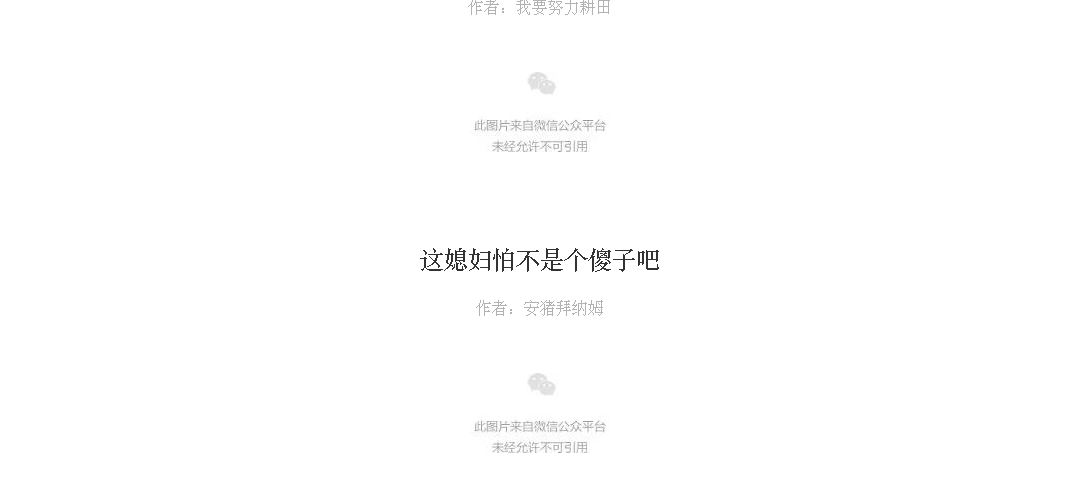 作者：我要努力耕田
此图片来自微信公众平台
未经允许不可引用
这媳妇怕不是个傻子吧
作者：安猪拜纳姆
此图片来自微信公众平台
未经允许不可引用